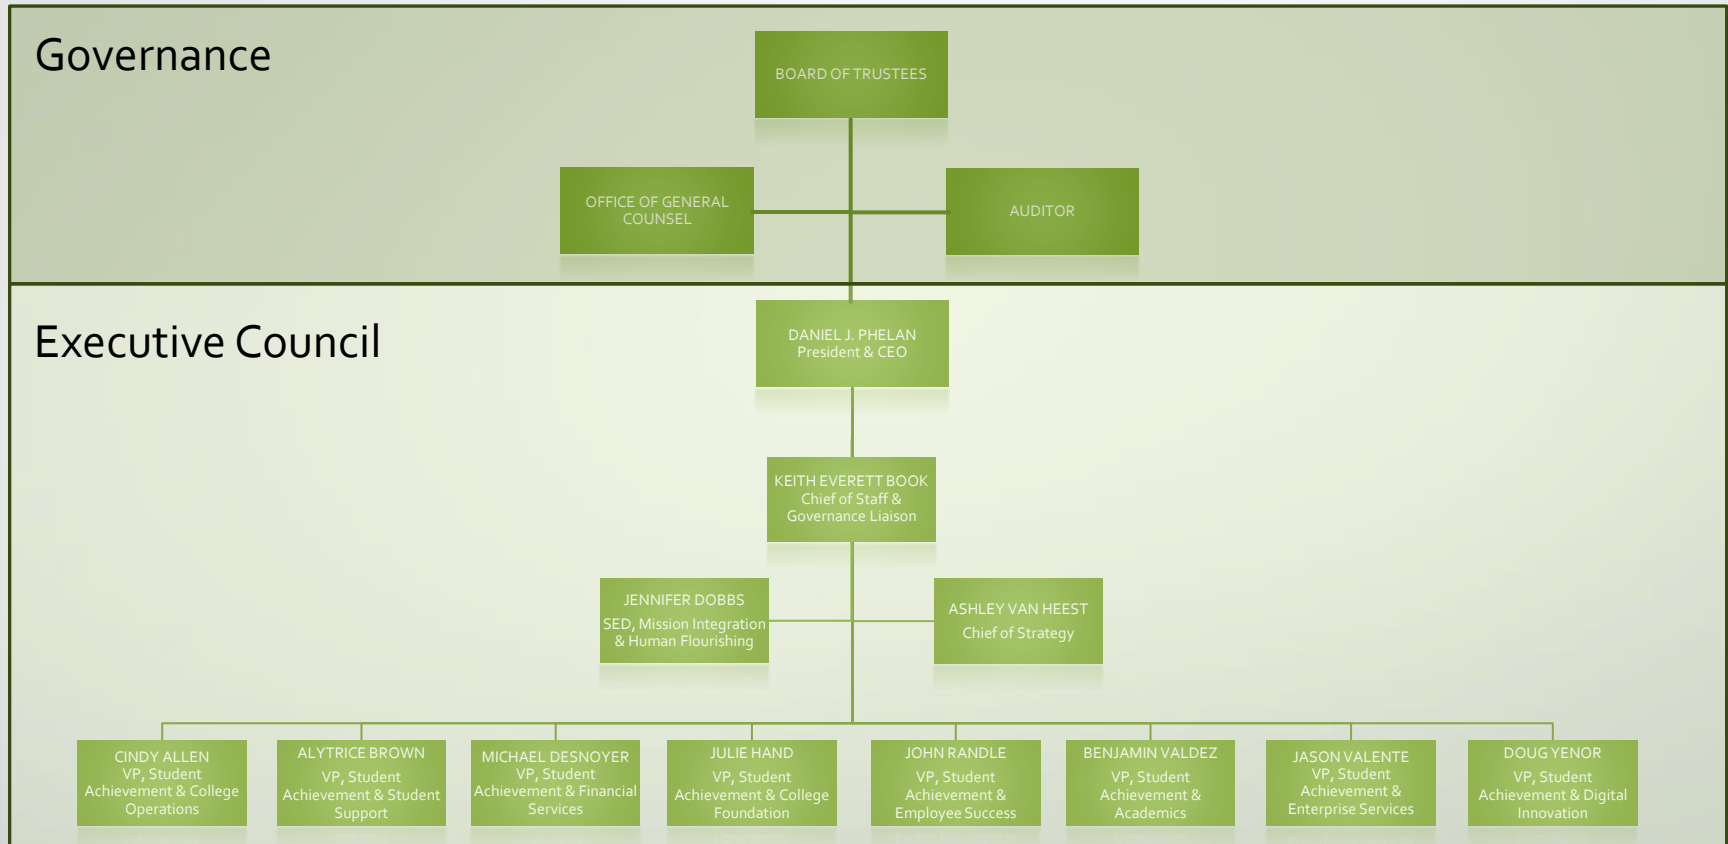 Governance
BOARD OF TRUSTEES
OFFICE OF GENERAL
COUNSEL
AUDITOR
Executive Council
DANIEL J. PHELAN
President & CEO
KEITH EVERETT BOOK
Chief of Staff &
Governance Liaison
JENNIFER DOBBS
SED, Mission Integration
& Human Flourishing
ASHLEY VAN HEEST
Chief of Strategy
CINDY ALLEN
VP, Student
Achievement & College
Operations
ALYTRICE BROWN
VP, Student
Achievement & Student
Support
MICHAEL DESNOYER
VP, Student
Achievement & Financial
Services
JULIE HAND
VP, Student
Achievement & College
Foundation
JOHN RANDLE
VP, Student
Achievement &
Employee Success
BENJAMIN VALDEZ
VP, Student
Achievement &
Academics
JASON VALENTE
VP, Student
Achievement &
Enterprise Services
DOUG YENOR
VP, Student
Achievement & Digital
Innovation